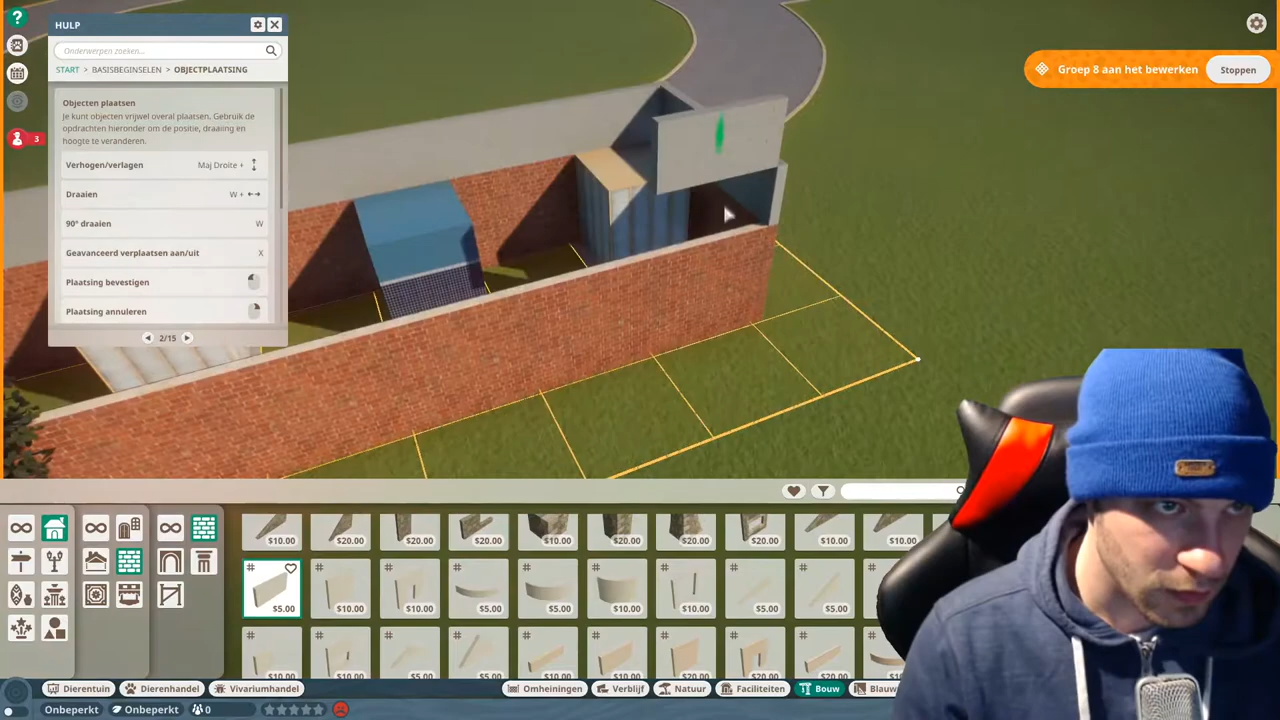 ?
HULP
Onderwerpen zoeken...
START > BASISBEGINSELEN > OBJECTPLAATSING
Objecten plaatsen
Je kunt objecten vrijwel overal plaatsen. Gebruik de
opdrachten hieronder om de positie, draaiing en
hoogte te veranderen.
Verhogen/verlagen Maj Droite +
Draaien W +
90° draaien W
Geavanceerd verplaatsen aan/uit X
Plaatsing bevestigen
Plaatsing annuleren
2/15
3
Groep 8 aan het bewerken Stoppen
$10.00 $20.00 $20.00 $20.00 $10.00 $20.00 $20.00 $10.00 $10.00
$5.00 $10.00 $10.00 $5.00 $5.00 $10.00 $10.00 $5.00 $5.00
Dierentuin Dierenhandel Vivariumhandel Omheiningen Verblijf Natuur Faciliteiten Bouw Blauw
Onbeperkt Onbeperkt 0